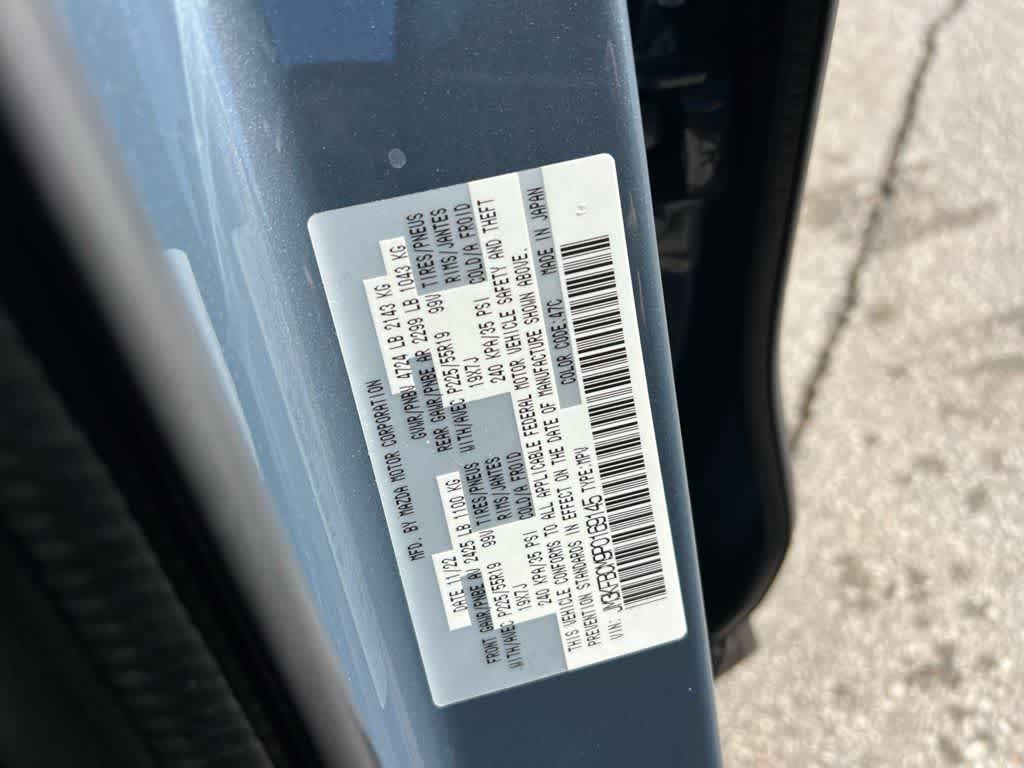 MFD. BY MAZDA MOTOR CORPORATION
DATE 11/22 GVWR/PNBV 4724 LB 2143 KG
FRONT GAWR/PNBE AV 2425 LB 1100 KG REAR GAWR/PNBE AR 2299 LB 1043 KG
WITH/AVEC P225/55R19 99V TIRES/PNEUS WITH/AVEC P225/55R19 99V TIRES/PNEUS
19X7J RIMS/JANTES 19X7J RIMS/JANTES
240 KPA/35 PSI COLD/A FROID 240 KPA/35 PSI COLD/A FROID
THIS VEHICLE CONFORMS TO ALL APPLICABLE FEDERAL MOTOR VEHICLE SAFETY AND THEFT
PREVENTION STANDARDS IN EFFECT ON THE DATE OF MANUFACTURE SHOWN ABOVE.
VIN: JM3KFBCM9P0169145 TYPE:MPV COLOR CODE:47C MADE IN JAPAN